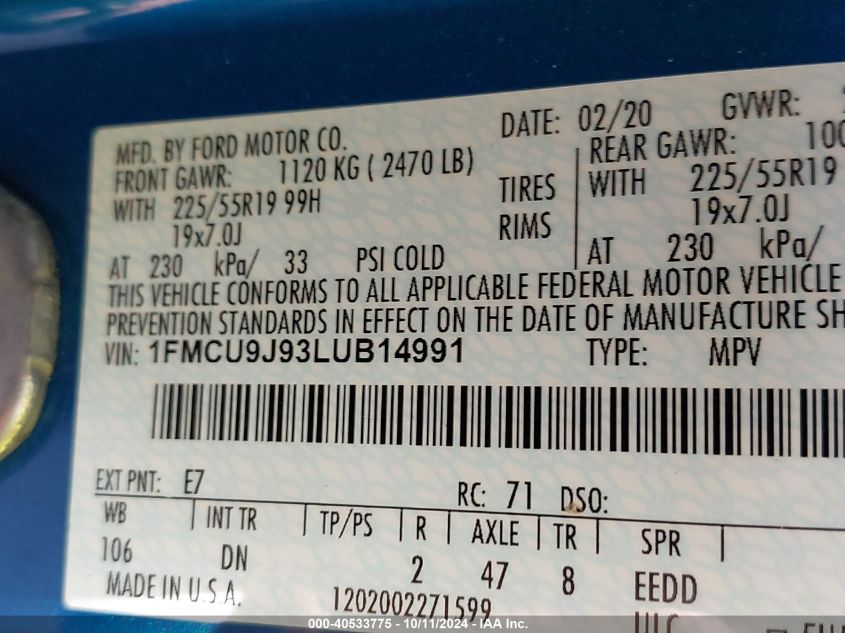 MFD. BY FORD MOTOR CO. DATE: 02/20 GVWR:
FRONT GAWR: 1120 KG ( 2470 LB) REAR GAWR: 100
WITH 225/55R19 99H TIRES WITH 225/55R19
19x7.0J RIMS 19x7.0J
AT 230 kPa/ 33 PSI COLD AT 230 kPa/
THIS VEHICLE CONFORMS TO ALL APPLICABLE FEDERAL MOTOR VEHICLE
PREVENTION STANDARDS IN EFFECT ON THE DATE OF MANUFACTURE SH
VIN: 1FMCU9J93LUB14991 TYPE: MPV
EXT PNT: E7 RC: 71 DSO:
WB INT TR TP/PS R AXLE TR SPR
106 DN 2 47 8 EEDD
MADE IN U.S.A. 1202002271599
000-40533775 - 10/11/2024 - IAA Inc.